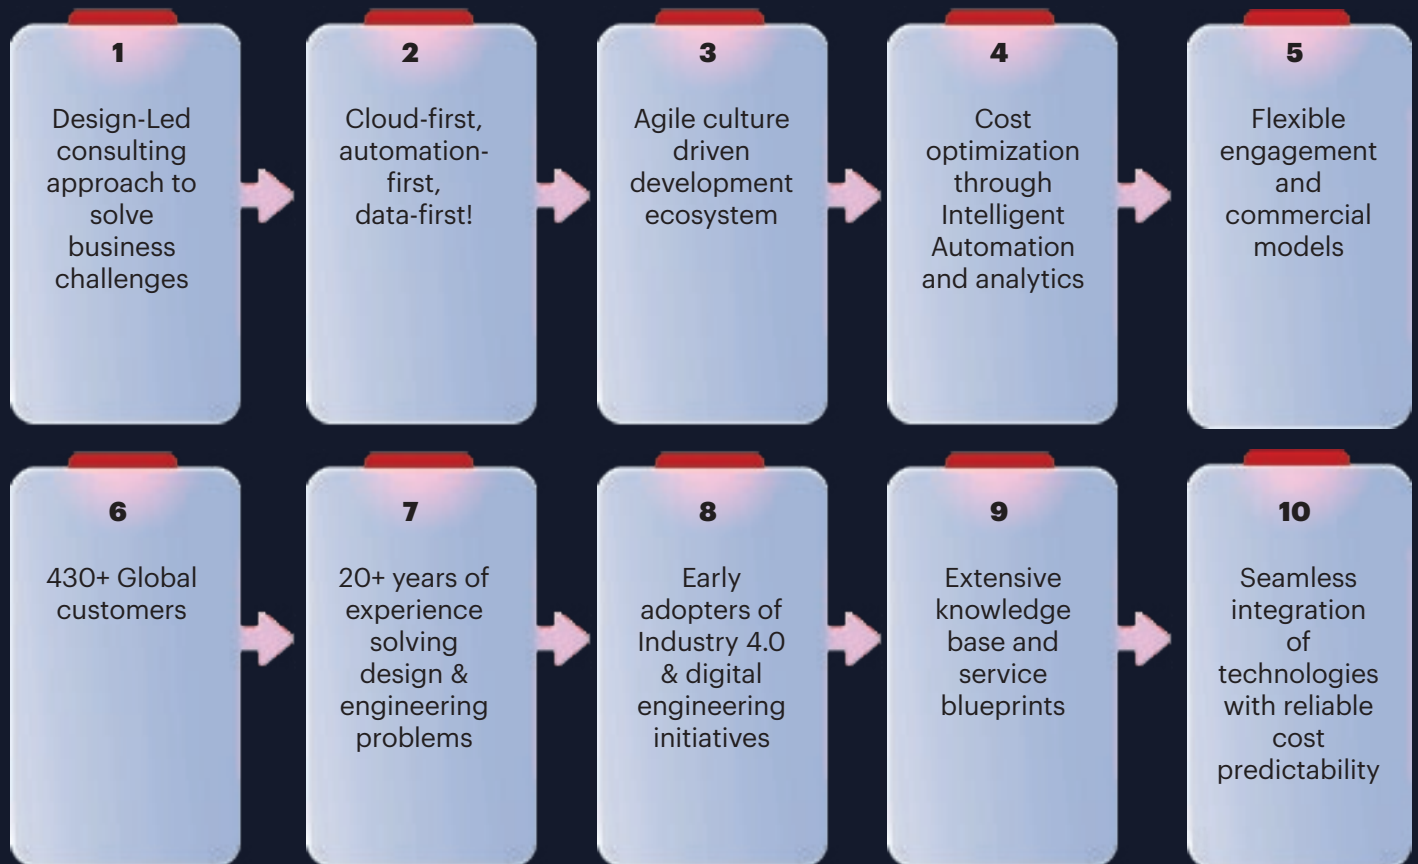 1
Design-Led
consulting
approach to
solve
business
challenges
2
Cloud-first,
automation-
first,
data-first!
3
Agile culture
driven
development
ecosystem
4
Cost
optimization
through
Intelligent
Automation
and analytics
5
Flexible
engagement
and
commercial
models
6
430+ Global
customers
7
20+ years of
experience
solving
design &
engineering
problems
8
Early
adopters of
Industry 4.0
& digital
engineering
initiatives
9
Extensive
knowledge
base and
service
blueprints
10
Seamless
integration
of
technologies
with reliable
cost
predictability